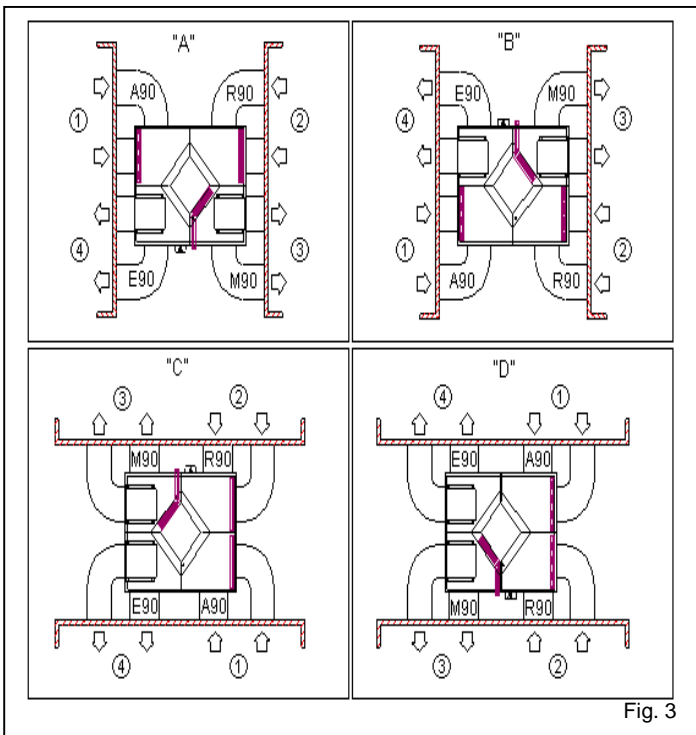 "A"
A90 R90
① ②
④ ③
E90 M90
"B"
E90 M90
④ ③
① ②
A90 R90
"C"
③ ②
M90 R90
E90 A90
④ ①
"D"
④ ①
E90 A90
M90 R90
③ ②
Fig. 3